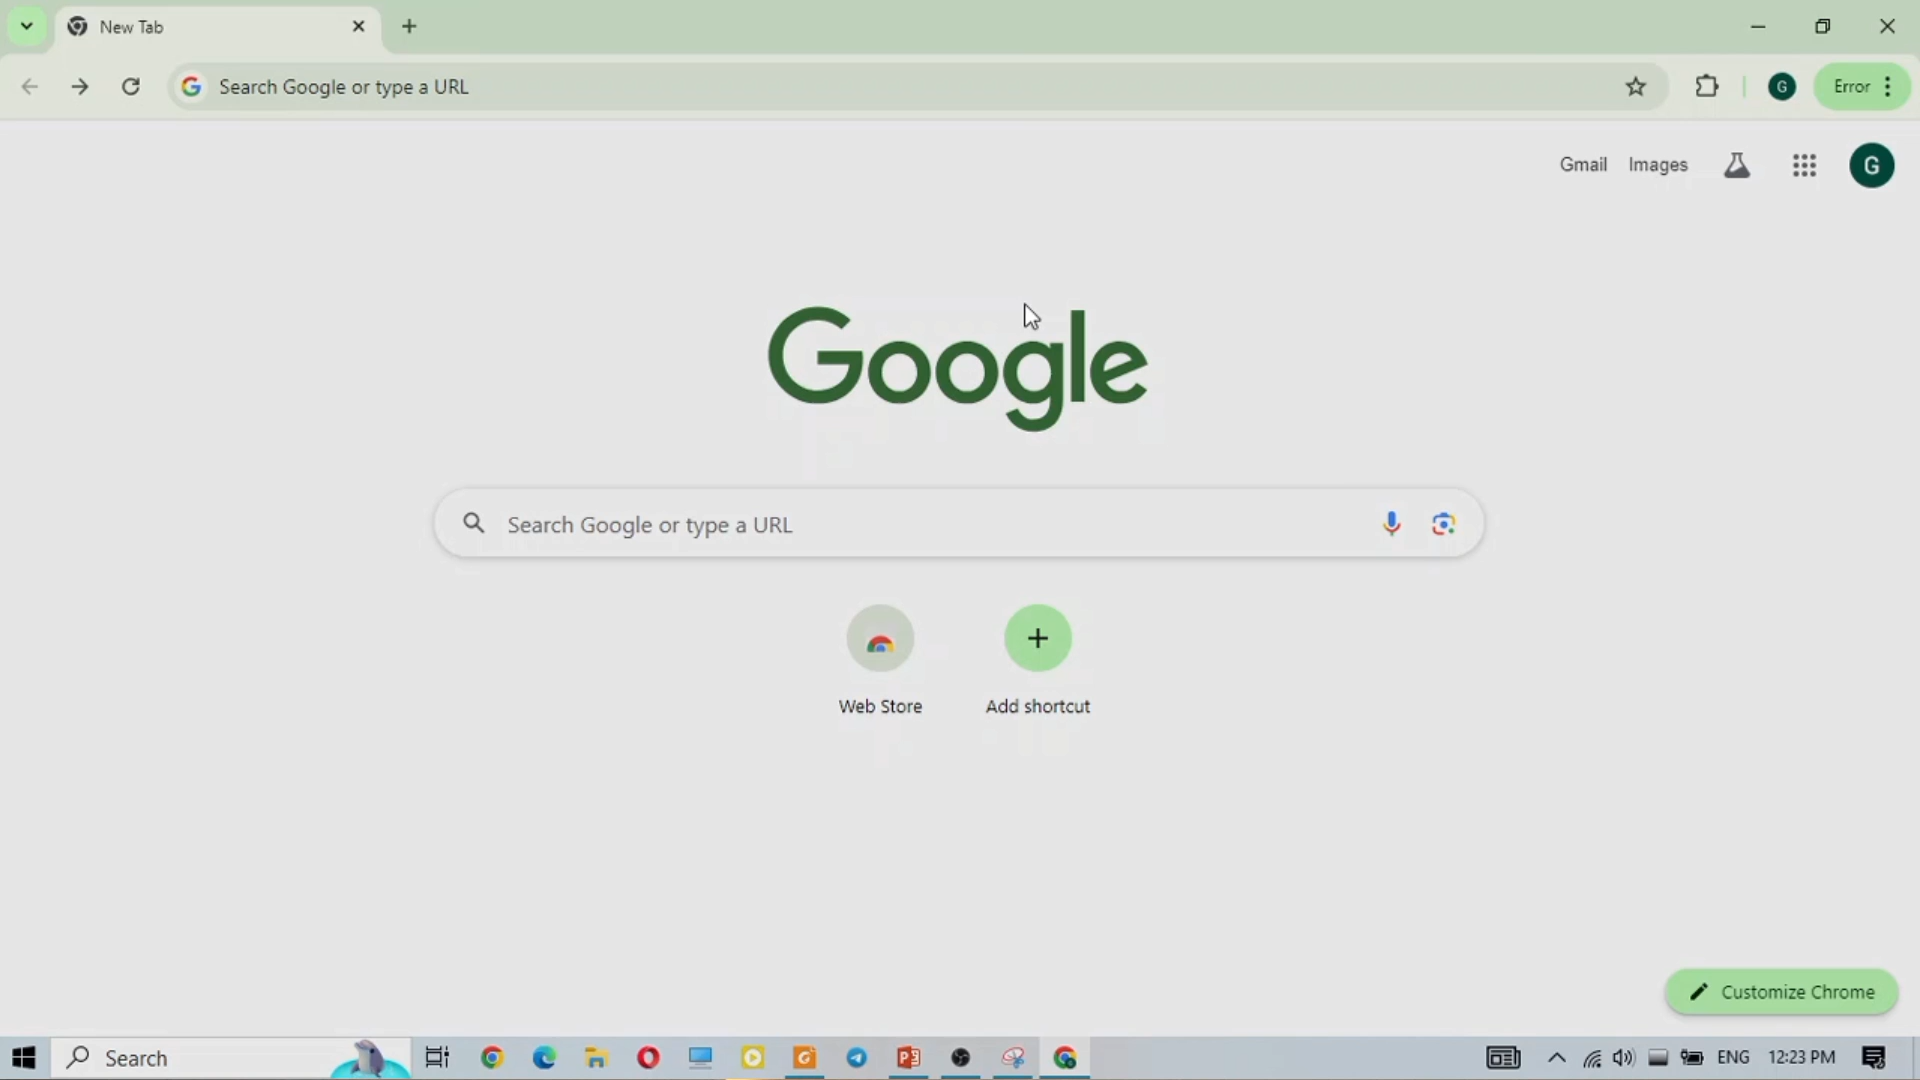 New Tab
Search Google or type a URL
G
Error
Gmail
Images
G
Google
Search Google or type a URL
Web Store
Add shortcut
Customize Chrome
Search
ENG
12:23 PM